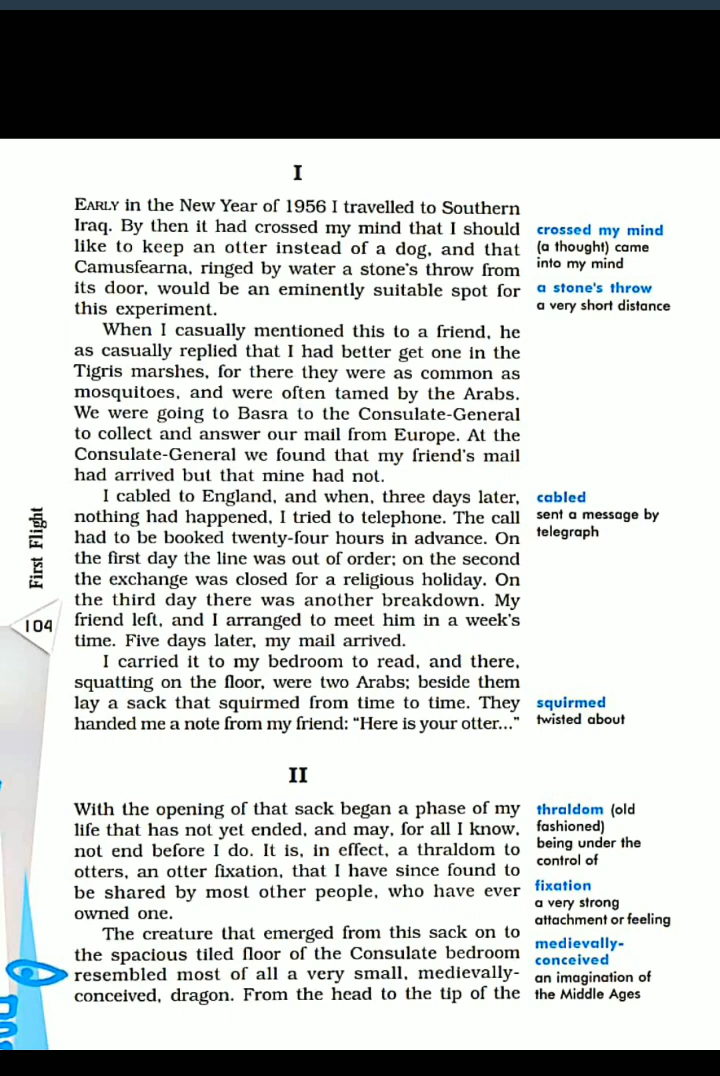 I
EARLY in the New Year of 1956 I travelled to Southern
Iraq. By then it had crossed my mind that I should
like to keep an otter instead of a dog, and that
Camusfearna, ringed by water a stone's throw from
its door, would be an eminently suitable spot for
this experiment.
When I casually mentioned this to a friend, he
as casually replied that I had better get one in the
Tigris marshes, for there they were as common as
mosquitoes, and were often tamed by the Arabs.
We were going to Basra to the Consulate-General
to collect and answer our mail from Europe. At the
Consulate-General we found that my friend's mail
had arrived but that mine had not.
I cabled to England, and when, three days later,
nothing had happened, I tried to telephone. The call
had to be booked twenty-four hours in advance. On
the first day the line was out of order; on the second
the exchange was closed for a religious holiday. On
the third day there was another breakdown. My
friend left, and I arranged to meet him in a week's
time. Five days later, my mail arrived.
I carried it to my bedroom to read, and there,
squatting on the floor, were two Arabs; beside them
lay a sack that squirmed from time to time. They
handed me a note from my friend: “Here is your otter...”
crossed my mind
(a thought) came
into my mind
a stone's throw
a very short distance
cabled
sent a message by
telegraph
squirmed
twisted about
First Flight
104
II
With the opening of that sack began a phase of my
life that has not yet ended, and may, for all I know,
not end before I do. It is, in effect, a thraldom to
otters, an otter fixation, that I have since found to
be shared by most other people, who have ever
owned one.
The creature that emerged from this sack on to
the spacious tiled floor of the Consulate bedroom
resembled most of all a very small, medievally-
conceived, dragon. From the head to the tip of the
thraldom (old
fashioned)
being under the
control of
fixation
a very strong
attachment or feeling
medievally-
conceived
an imagination of
the Middle Ages